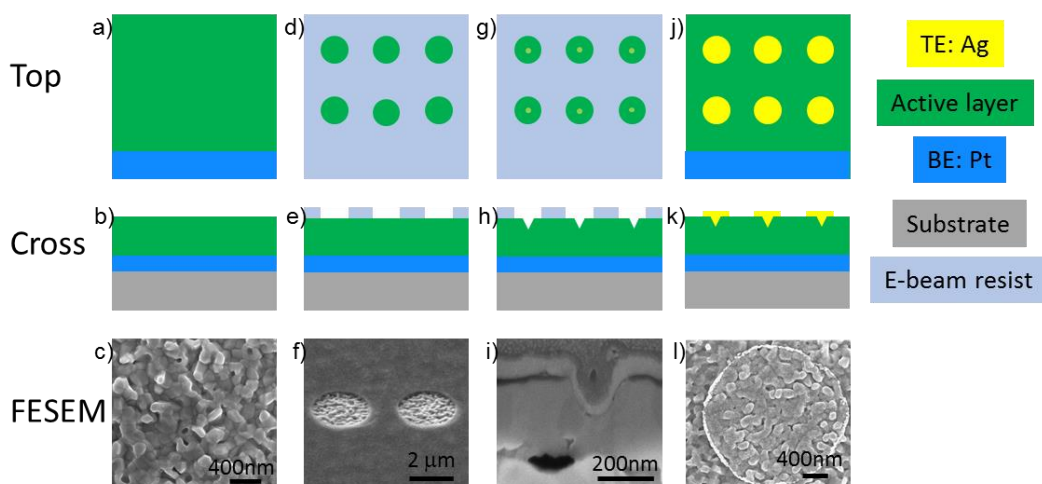 a)
d)
g)
j)
TE: Ag
Top
Active layer
BE: Pt
b)
e)
h)
k)
Substrate
Cross
E-beam resist
c)
f)
i)
l)
FESEM
400nm
2 μm
200nm
400nm